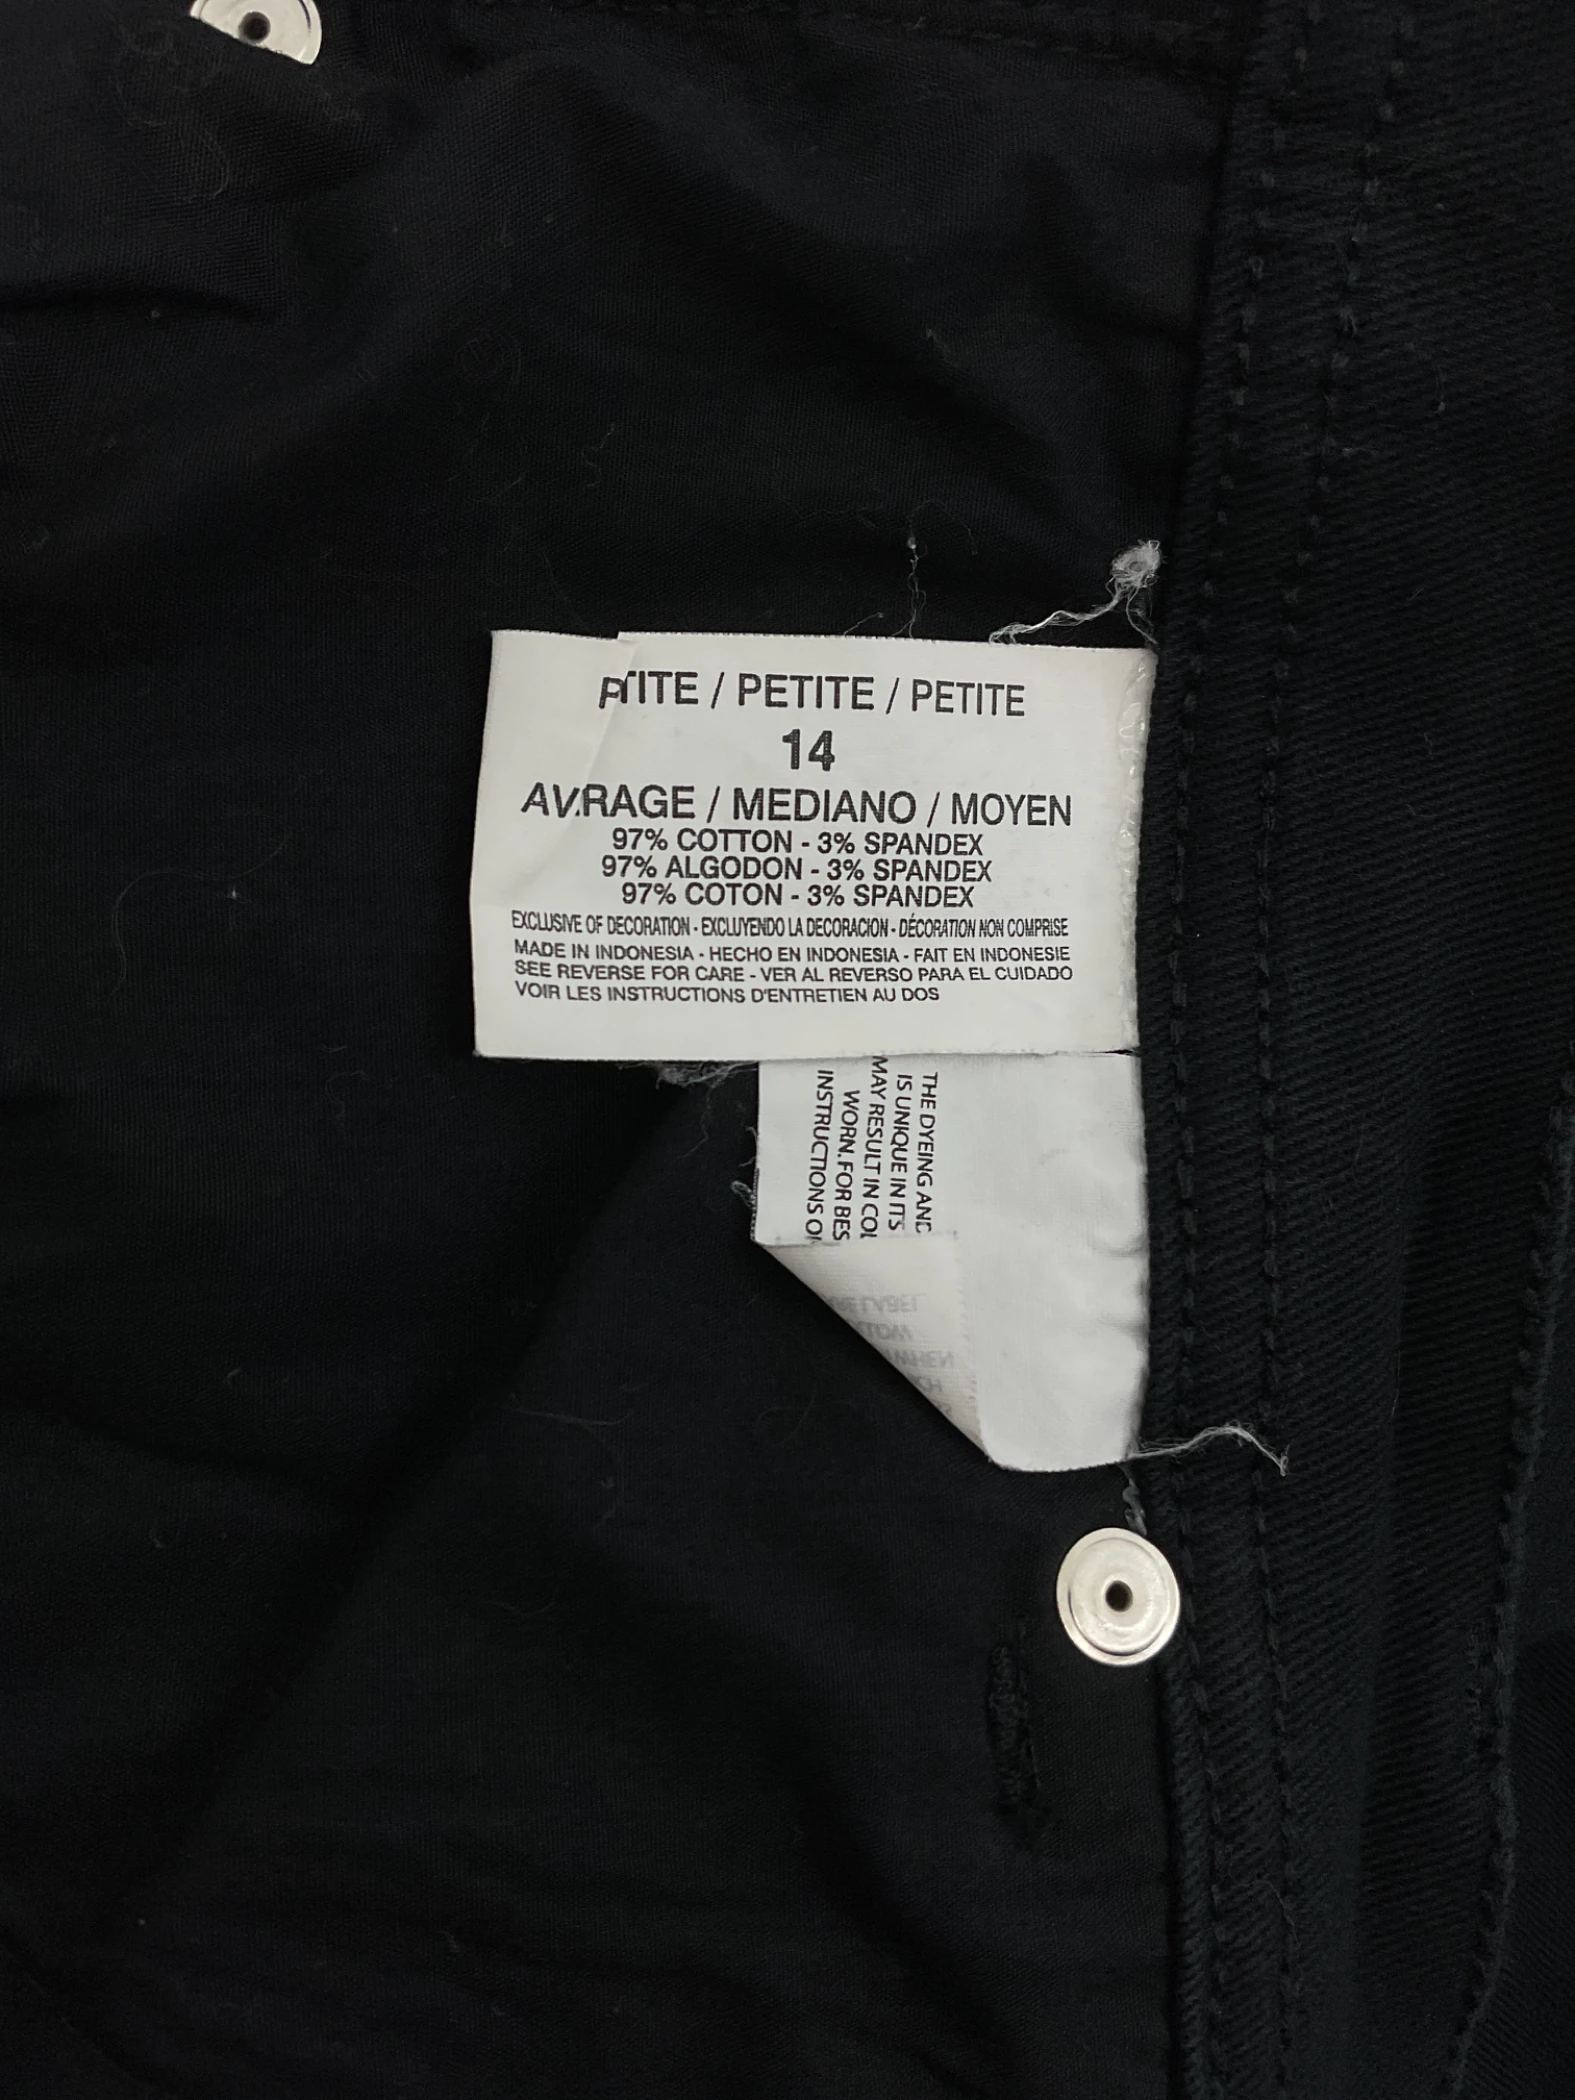 PTITE / PETITE / PETITE
14
AV.RAGE / MEDIANO / MOYEN
97% COTTON - 3% SPANDEX
97% ALGODON - 3% SPANDEX
97% COTON - 3% SPANDEX
EXCLUSIVE OF DECORATION - EXCLUYENDO LA DECORACION - DÉCORATION NON COMPRISE
MADE IN INDONESIA - HECHO EN INDONESIA - FAIT EN INDONESIE
SEE REVERSE FOR CARE - VER AL REVERSO PARA EL CUIDADO
VOIR LES INSTRUCTIONS D'ENTRETIEN AU DOS
THE DYEING AND
IS UNIQUE IN ITS
MAY RESULT IN COL
WORN. FOR BES
INSTRUCTIONS O